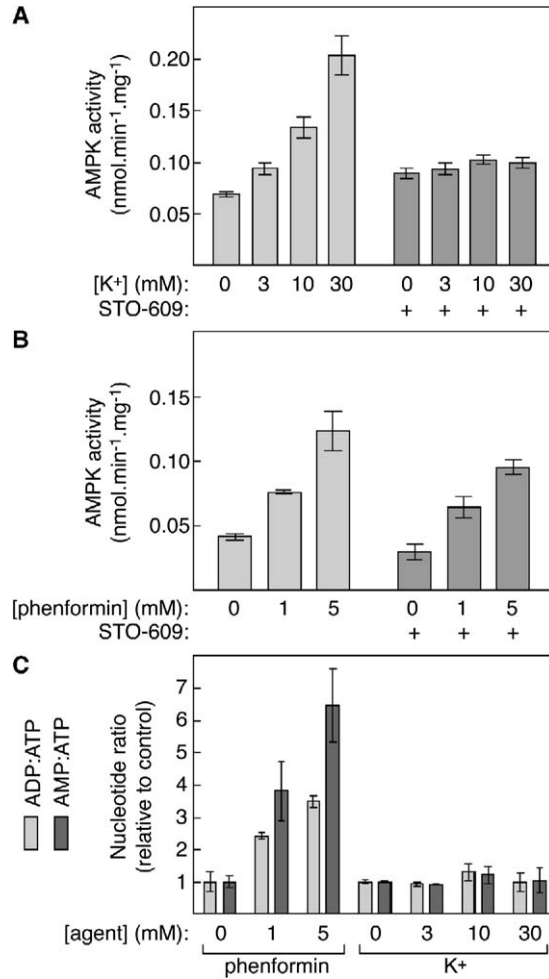 A
AMPK activity
(nmol.min⁻¹.mg⁻¹)
0.20
0.15
0.10
0.05
[K+] (mM): 0 3 10 30 0 3 10 30
STO-609: + + + +
B
AMPK activity
(nmol.min⁻¹.mg⁻¹)
0.15
0.10
0.05
[phenformin] (mM): 0 1 5 0 1 5
STO-609: + + +
C
ADP:ATP
AMP:ATP
Nucleotide ratio
(relative to control)
7
6
5
4
3
2
1
[agent] (mM): 0 1 5 0 3 10 30
phenformin K+